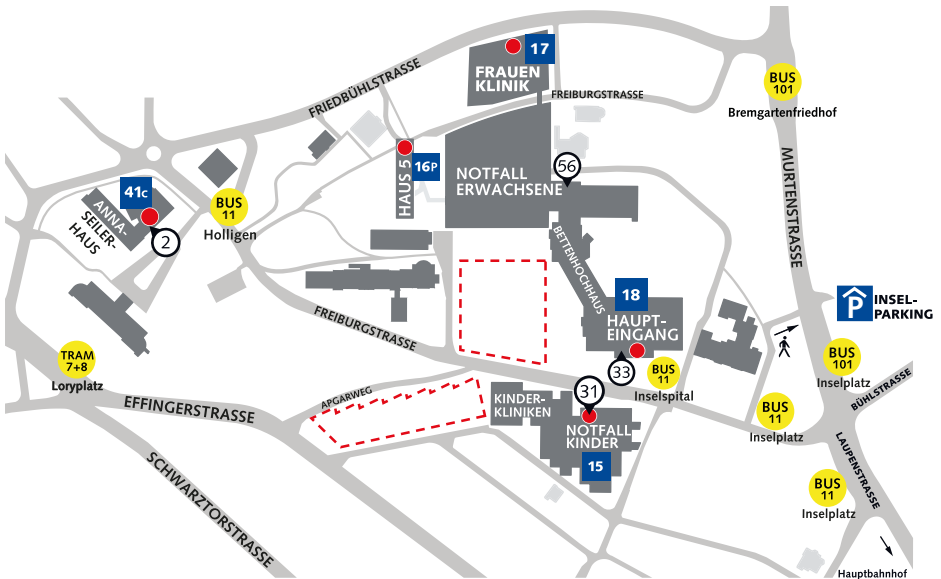 17
FRAUEN
KLINIK
FRIEDBÜHLSTRASSE
FREIBURGSTRASSE
BUS
101
Bremgartenfriedhof
MURTENSTRASSE
HAUS 5
16P
NOTFALL
ERWACHSENE
56
41c
ANNA-
SEILER-
HAUS
2
BUS
11
Holligen
BETTENHOCHHAUS
18
HAUPT-
EINGANG
33
BUS
11
Inselspital
P
INSEL-
PARKING
FREIBURGSTRASSE
TRAM
7+8
Loryplatz
EFFINGERSTRASSE
SCHWARZTORSTRASSE
APGARWEG
KINDER-
KLINIKEN
31
NOTFALL
KINDER
15
BUS
101
Inselplatz
BÜHLSTRASSE
BUS
11
Inselplatz
LAUPENSTRASSE
BUS
11
Inselplatz
Hauptbahnhof